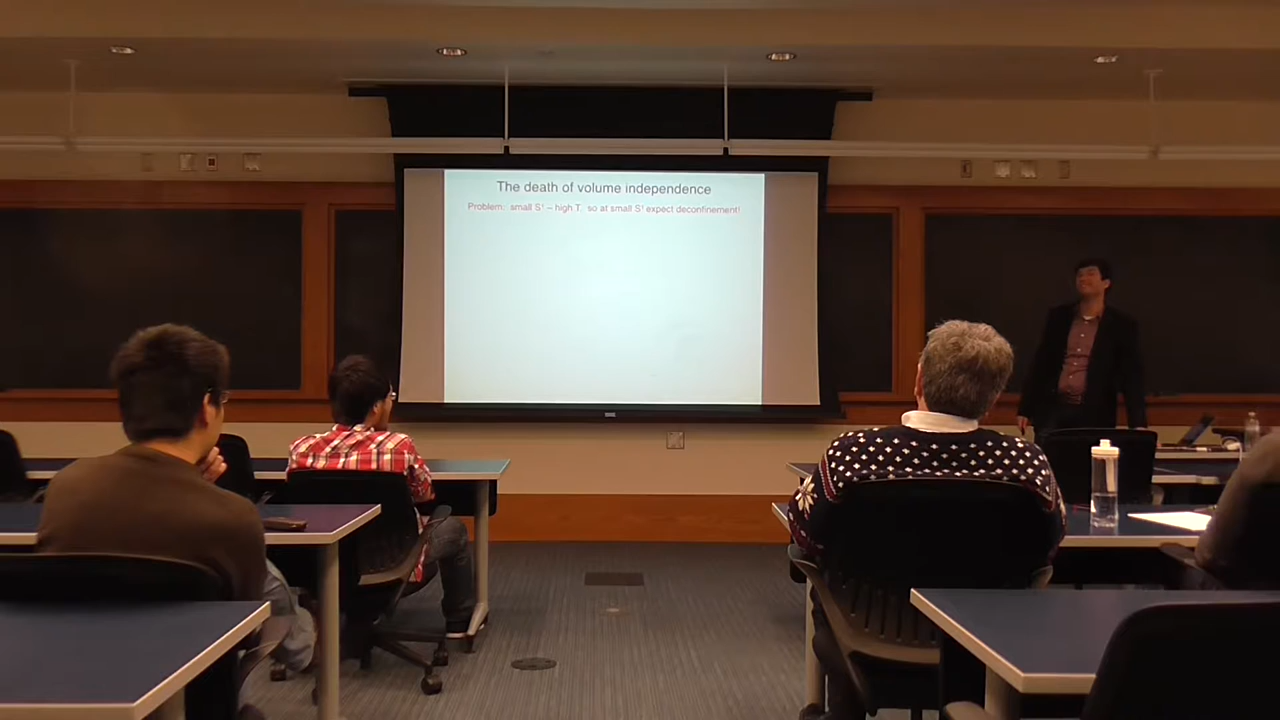 The death of volume independence
Problem: small S¹ ~ high T, so at small S¹ expect deconfinement!